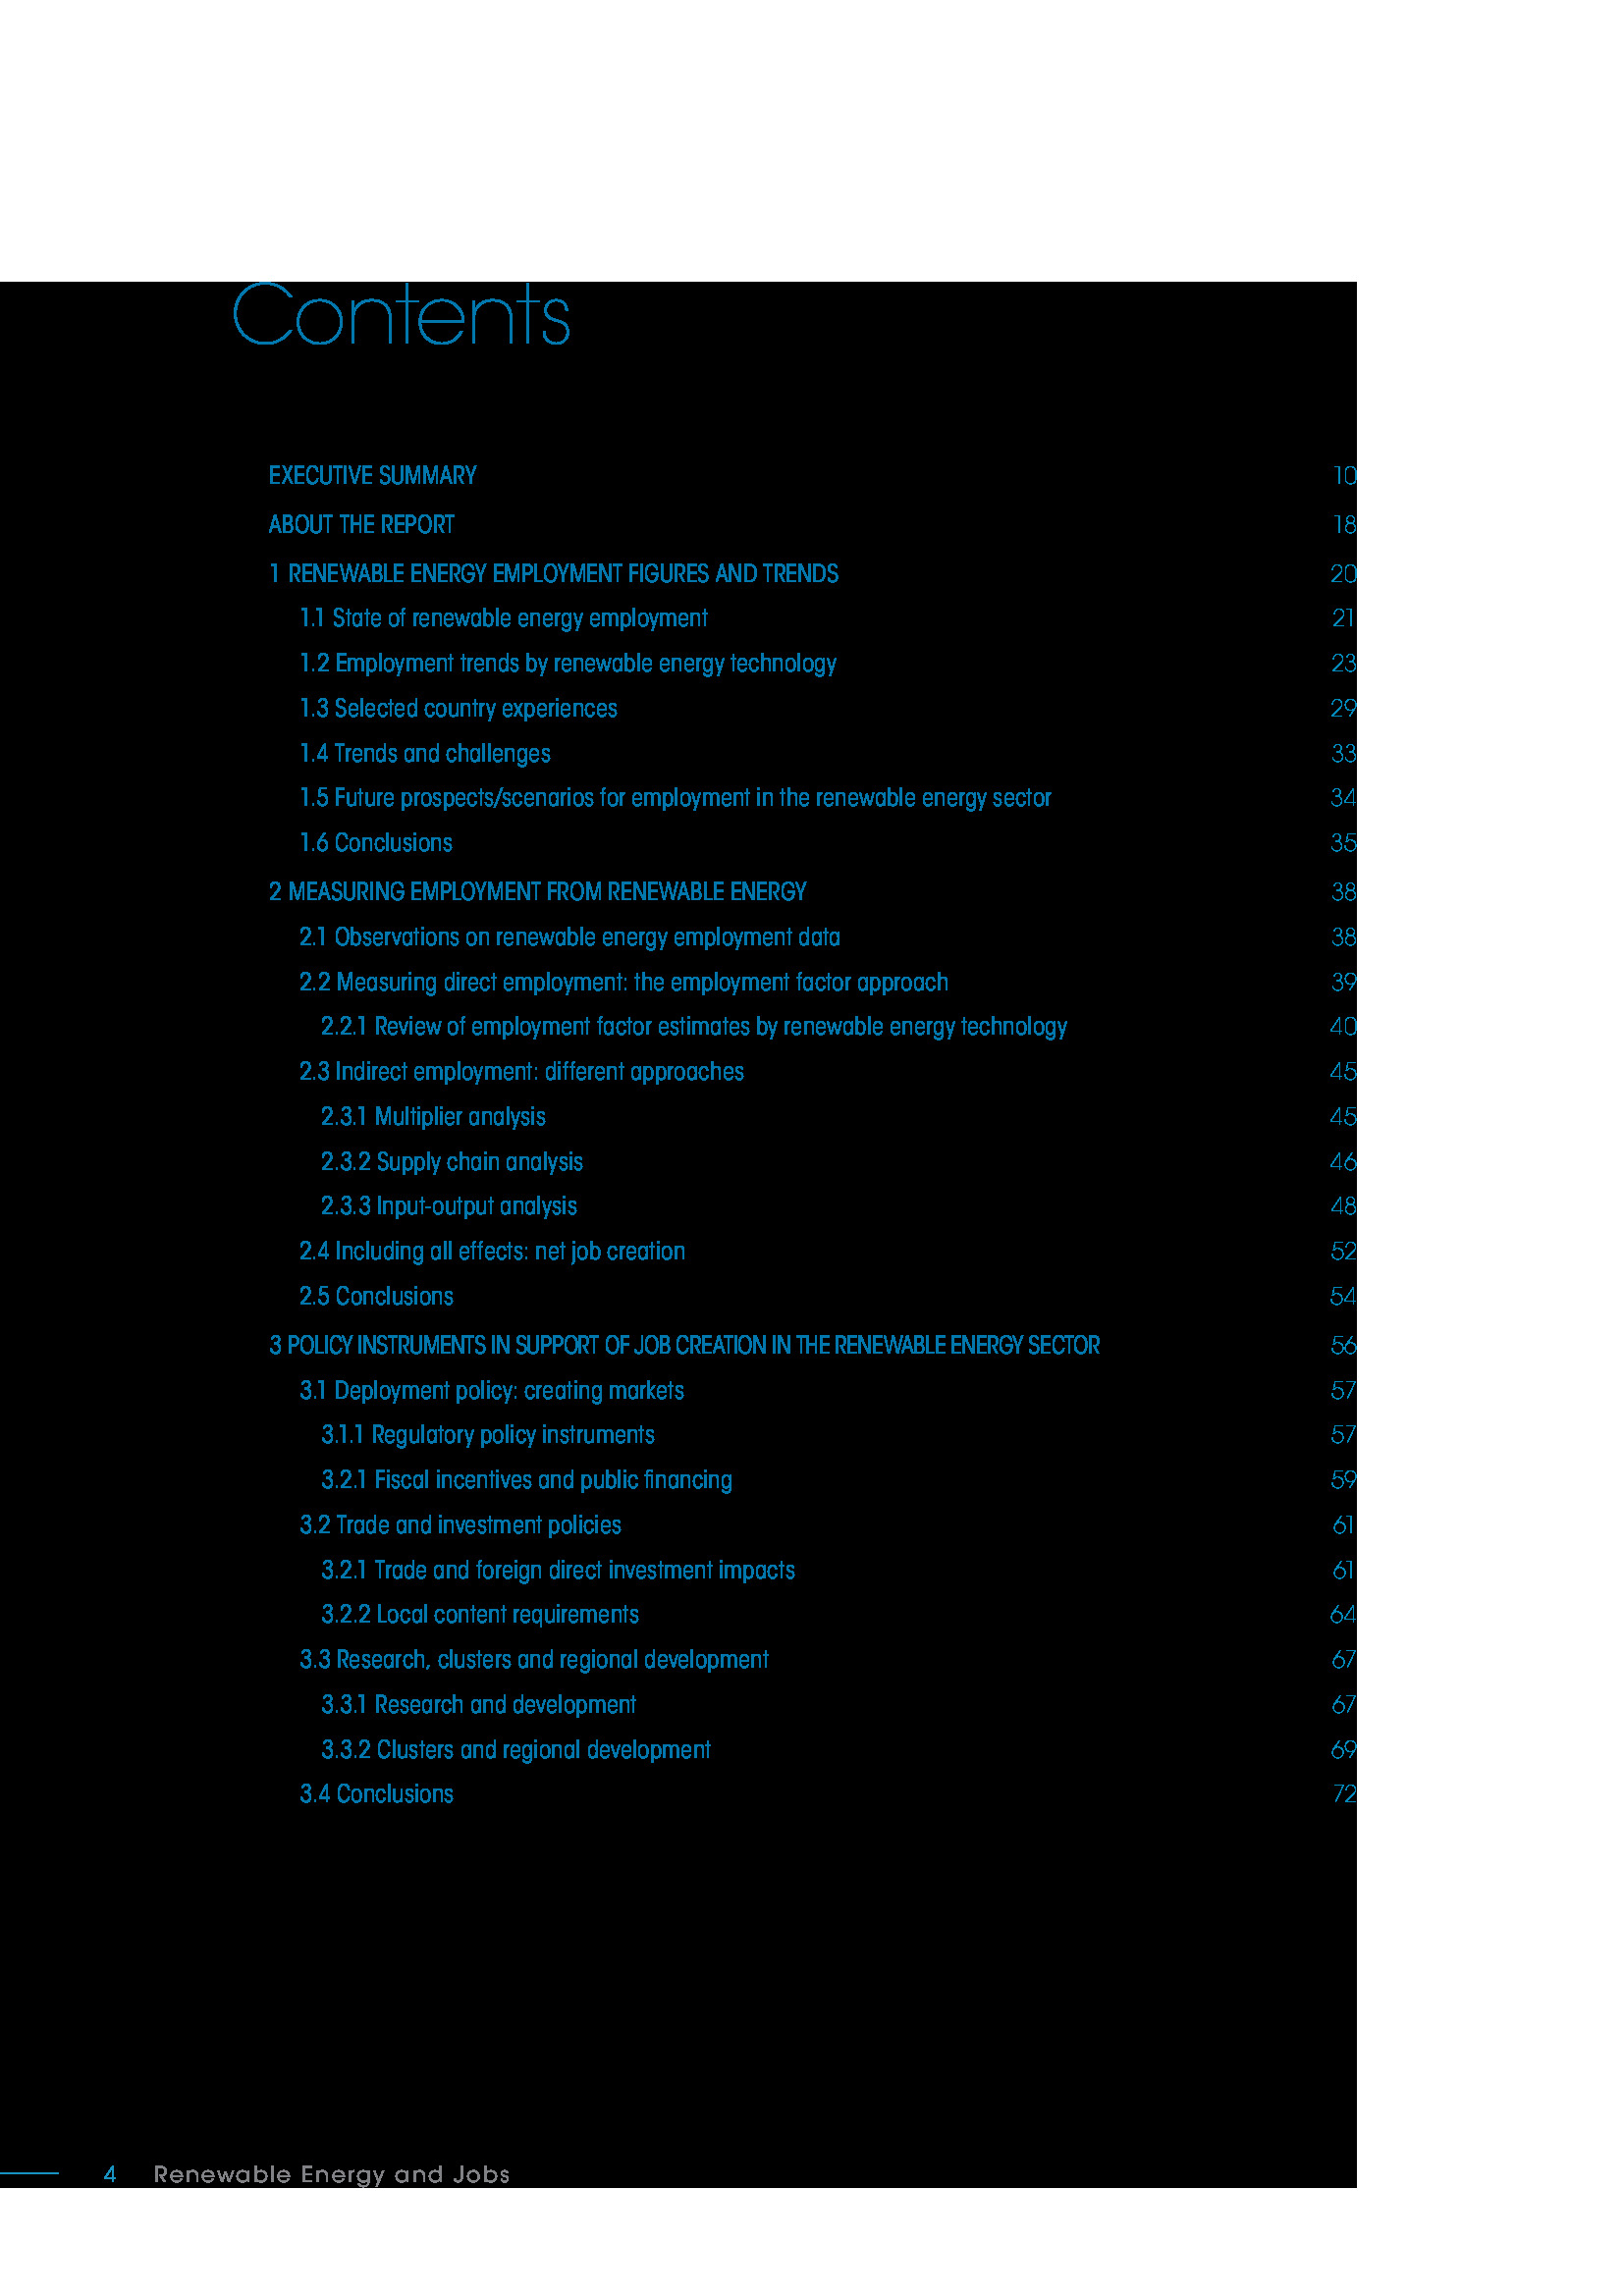 Contents
EXECUTIVE SUMMARY 10
ABOUT THE REPORT 18
1 RENEWABLE ENERGY EMPLOYMENT FIGURES AND TRENDS 20
1.1 State of renewable energy employment 21
1.2 Employment trends by renewable energy technology 23
1.3 Selected country experiences 29
1.4 Trends and challenges 33
1.5 Future prospects/scenarios for employment in the renewable energy sector 34
1.6 Conclusions 35
2 MEASURING EMPLOYMENT FROM RENEWABLE ENERGY 38
2.1 Observations on renewable energy employment data 38
2.2 Measuring direct employment: the employment factor approach 39
2.2.1 Review of employment factor estimates by renewable energy technology 40
2.3 Indirect employment: different approaches 45
2.3.1 Multiplier analysis 45
2.3.2 Supply chain analysis 46
2.3.3 Input-output analysis 48
2.4 Including all effects: net job creation 52
2.5 Conclusions 54
3 POLICY INSTRUMENTS IN SUPPORT OF JOB CREATION IN THE RENEWABLE ENERGY SECTOR 56
3.1 Deployment policy: creating markets 57
3.1.1 Regulatory policy instruments 57
3.2.1 Fiscal incentives and public financing 59
3.2 Trade and investment policies 61
3.2.1 Trade and foreign direct investment impacts 61
3.2.2 Local content requirements 64
3.3 Research, clusters and regional development 67
3.3.1 Research and development 67
3.3.2 Clusters and regional development 69
3.4 Conclusions 72
4 Renewable Energy and Jobs